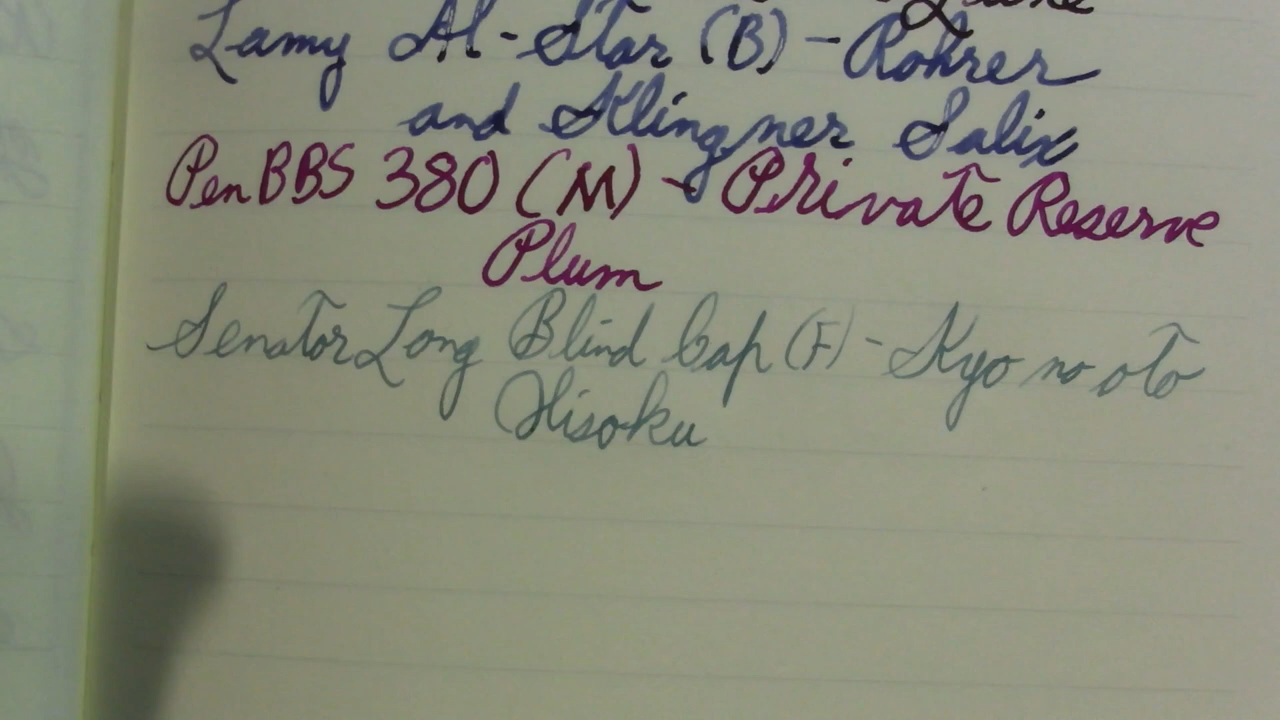 Lamy Al-Star (B) - Rohrer
and Klingner Salix
PenBBS 380 (M) - Private Reserve
Plum
Senator Long Blind Cap (F) - Kyo no oto
Hisoku